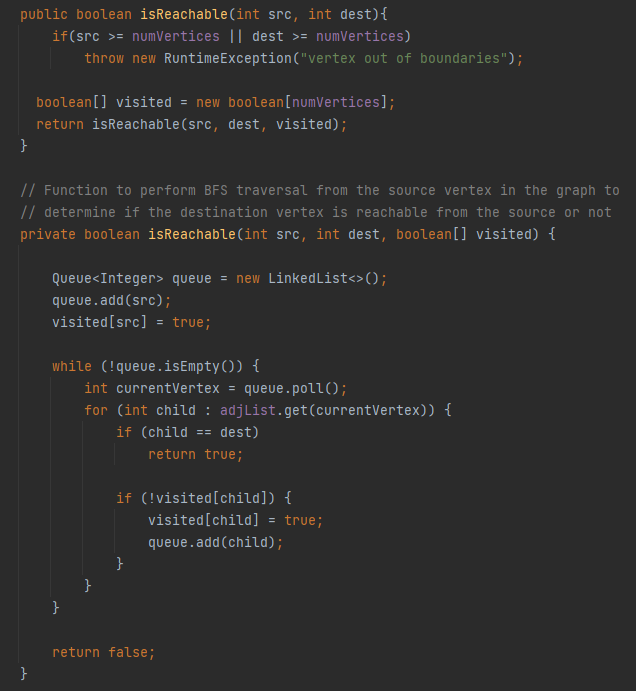 public boolean isReachable(int src, int dest){
    if(src >= numVertices || dest >= numVertices)
        throw new RuntimeException("vertex out of boundaries");

  boolean[] visited = new boolean[numVertices];
  return isReachable(src, dest, visited);
}

// Function to perform BFS traversal from the source vertex in the graph to
// determine if the destination vertex is reachable from the source or not
private boolean isReachable(int src, int dest, boolean[] visited) {

    Queue<Integer> queue = new LinkedList<>();
    queue.add(src);
    visited[src] = true;

    while (!queue.isEmpty()) {
        int currentVertex = queue.poll();
        for (int child : adjList.get(currentVertex)) {
            if (child == dest)
                return true;

            if (!visited[child]) {
                visited[child] = true;
                queue.add(child);
            }
        }
    }

    return false;
}